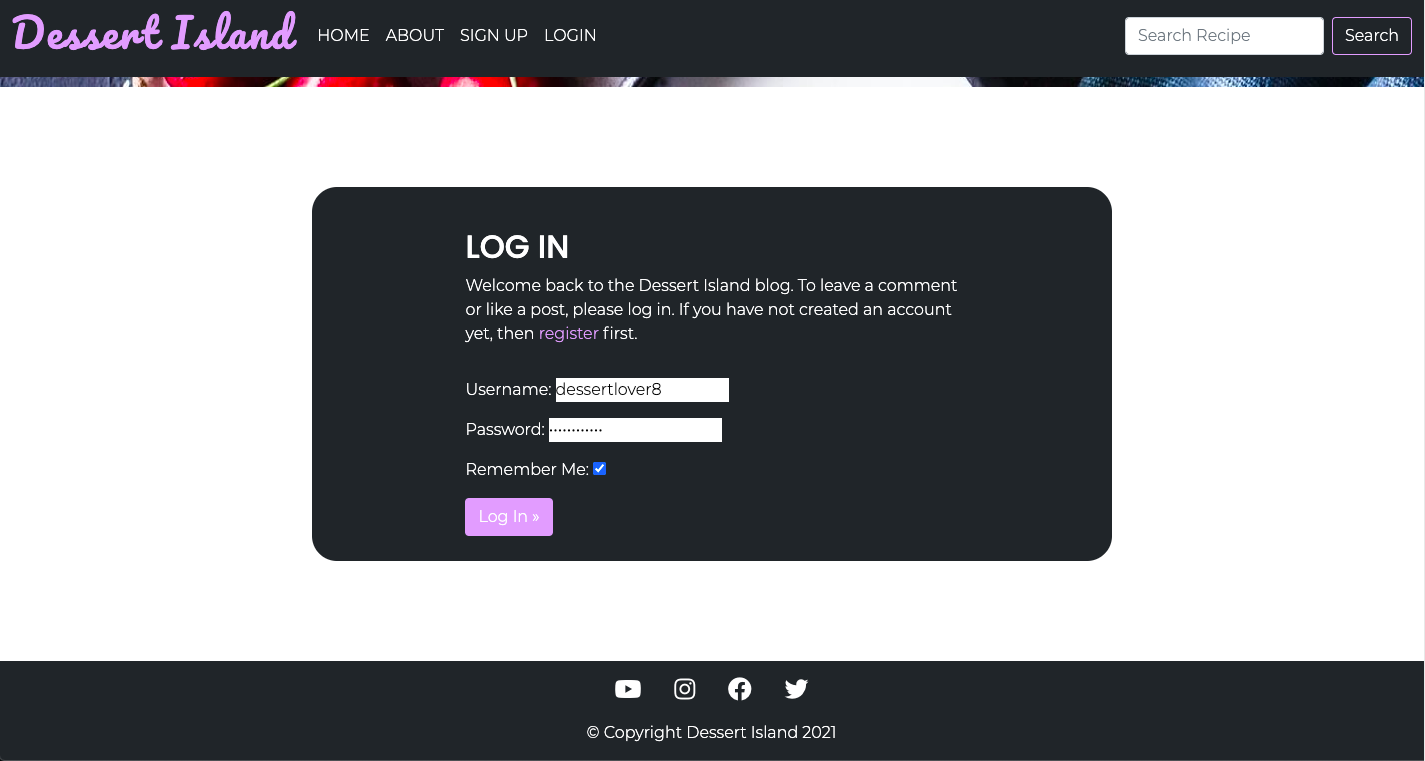 Dessert Island HOME ABOUT SIGN UP LOGIN Search Recipe Search
LOG IN
Welcome back to the Dessert Island blog. To leave a comment
or like a post, please log in. If you have not created an account
yet, then register first.
Username: dessertlover8
Password: ············
Remember Me:
Log In »
© Copyright Dessert Island 2021